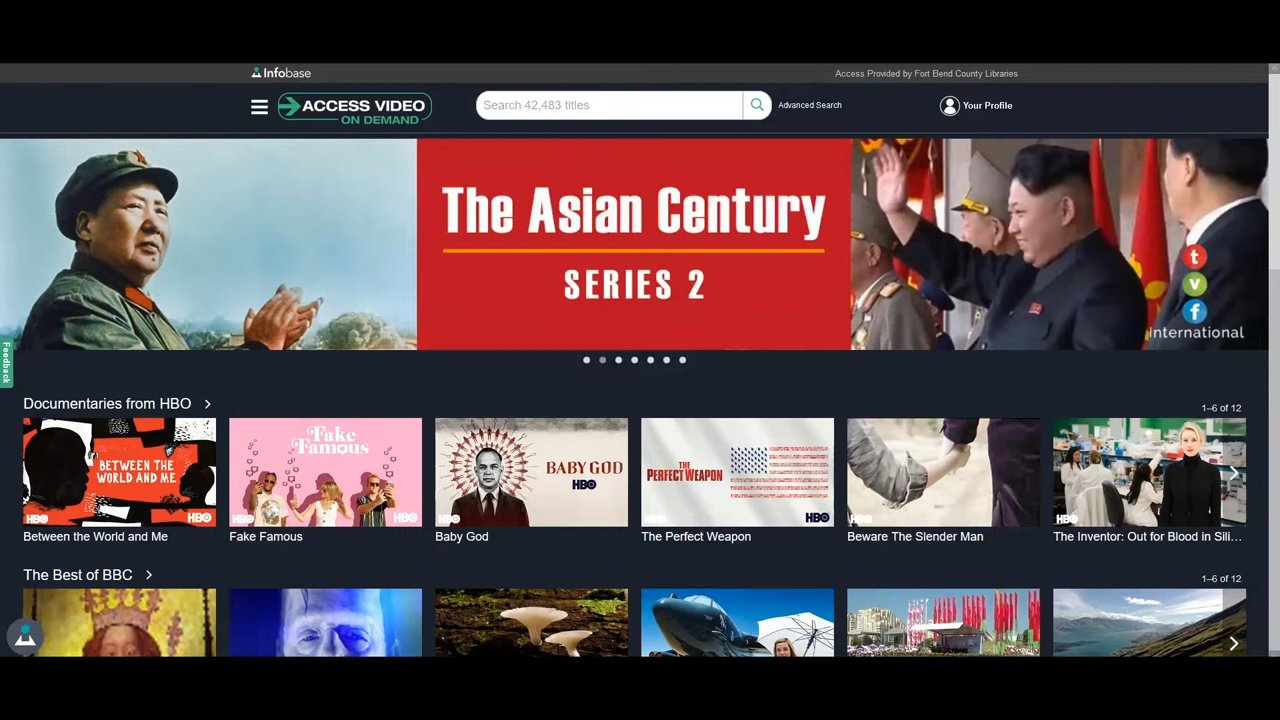 Infobase
Access Provided by Fort Bend County Libraries
ACCESS VIDEO
ON DEMAND
Search 42,483 titles
Advanced Search
Your Profile
The Asian Century
SERIES 2
t
v
f
International
Feedback
Documentaries from HBO
1–6 of 12
BETWEEN THE
WORLD AND ME
HBO
HBO
Fake
Famous
HBO
HBO
BABY GOD
HBO
HBO
THE
PERFECT WEAPON
HBO
HBO
HBO
Between the World and Me
Fake Famous
Baby God
The Perfect Weapon
Beware The Slender Man
The Inventor: Out for Blood in Sili...
The Best of BBC
1–6 of 12